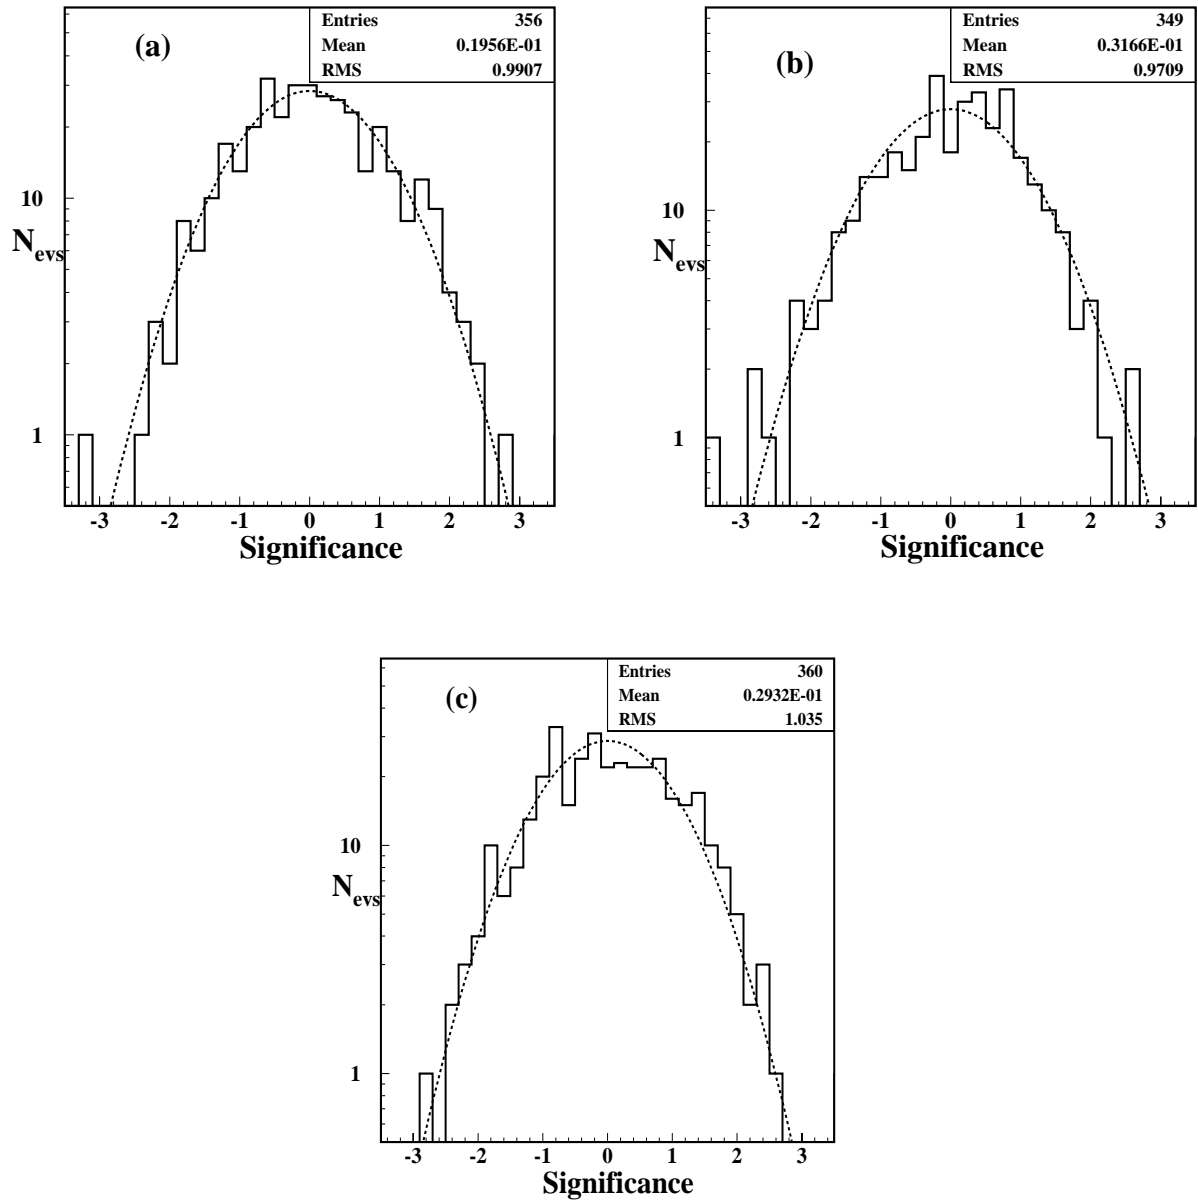 (a)
Entries 356
Mean 0.1956E-01
RMS 0.9907
10
N_evs
1
-3 -2 -1 0 1 2 3
Significance
(b)
Entries 349
Mean 0.3166E-01
RMS 0.9709
10
N_evs
1
-3 -2 -1 0 1 2 3
Significance
(c)
Entries 360
Mean 0.2932E-01
RMS 1.035
10
N_evs
1
-3 -2 -1 0 1 2 3
Significance